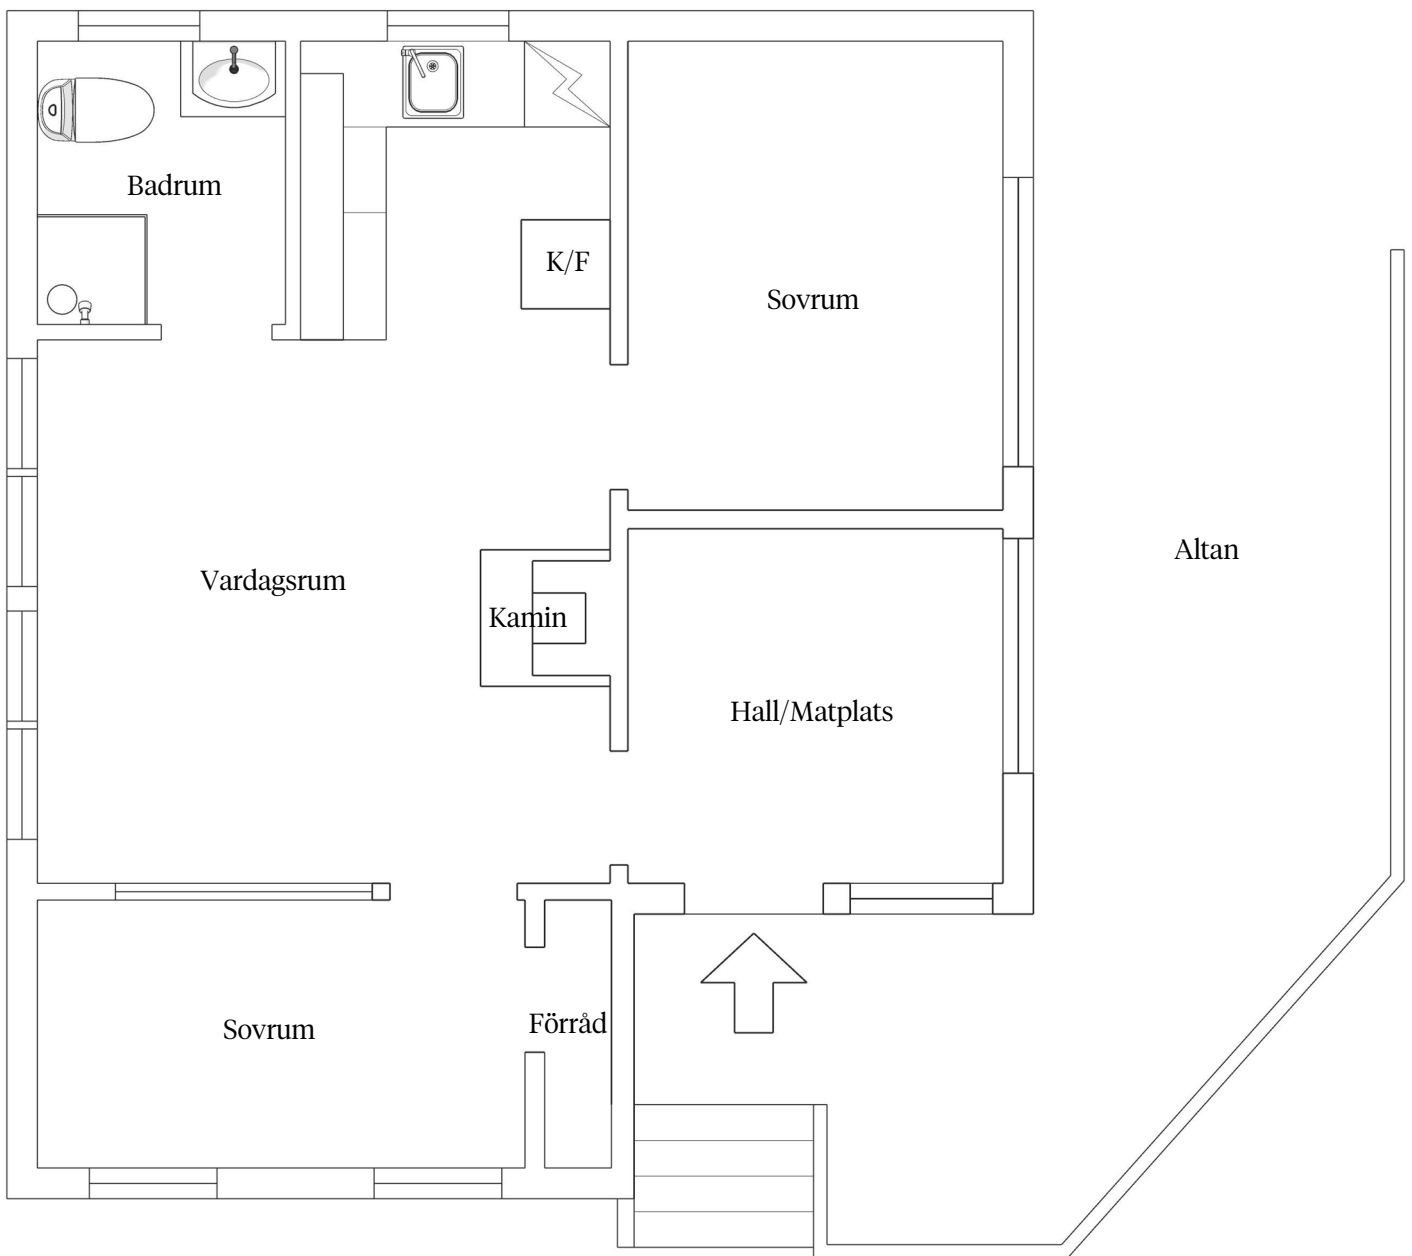 Badrum
K/F
Sovrum
Altan
Vardagsrum
Kamin
Hall/Matplats
Sovrum
Förråd